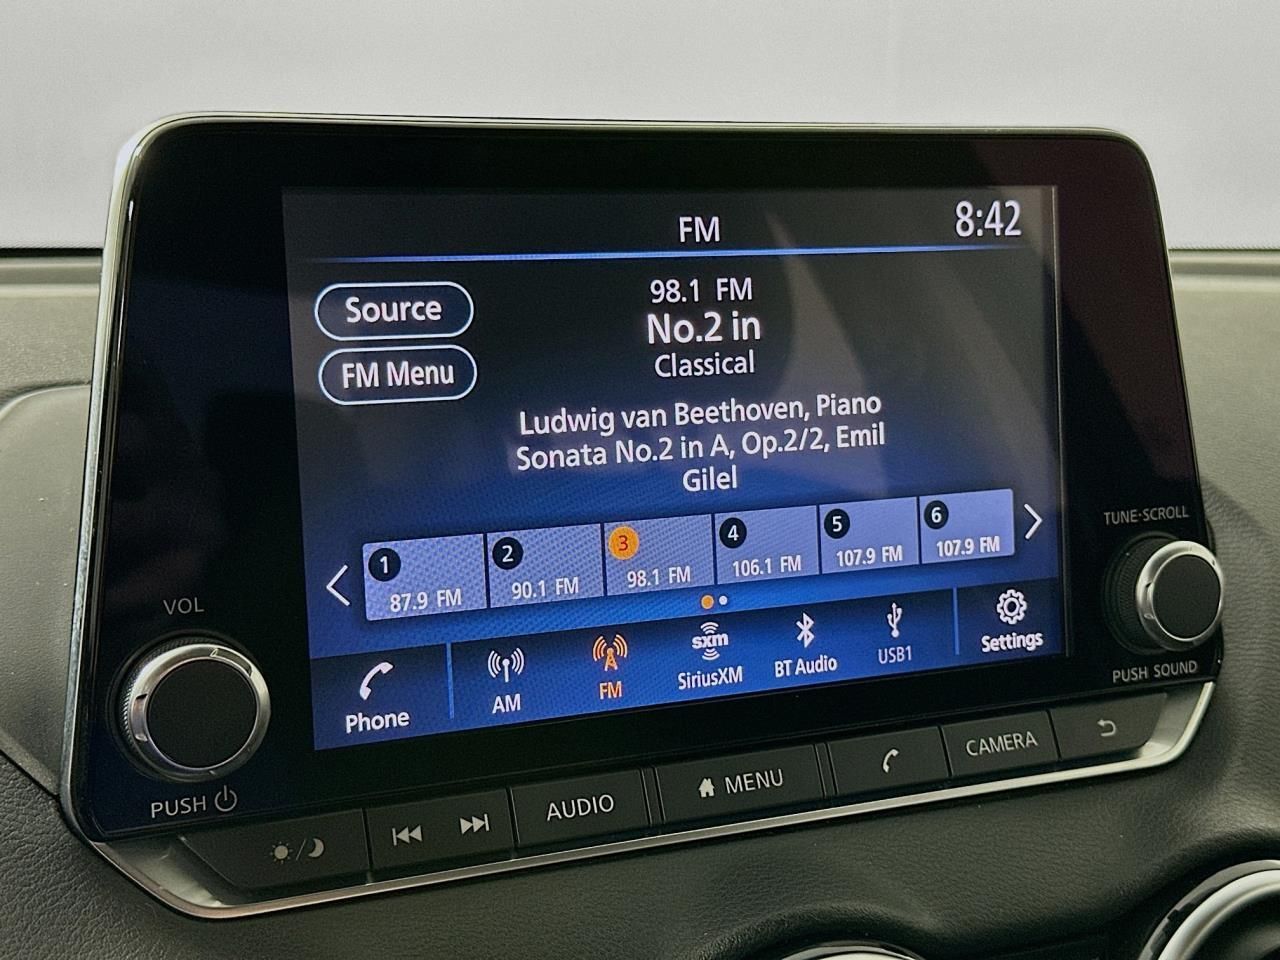 FM
8:42
Source
FM Menu
98.1 FM
No.2 in
Classical
Ludwig van Beethoven, Piano
Sonata No.2 in A, Op.2/2, Emil
Gilel
1
87.9 FM
2
90.1 FM
3
98.1 FM
4
106.1 FM
5
107.9 FM
6
107.9 FM
Phone
AM
FM
sxm
SiriusXM
BT Audio
USB1
Settings
VOL
PUSH
TUNE·SCROLL
PUSH SOUND
AUDIO
MENU
CAMERA